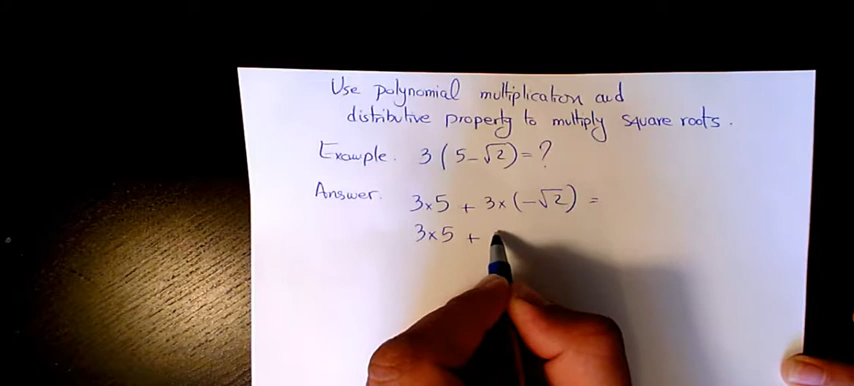 Use polynomial multiplication and
distributive property to multiply square roots.
Example. 3(5-√2)=?
Answer. 3×5 + 3×(-√2) =
3×5 +